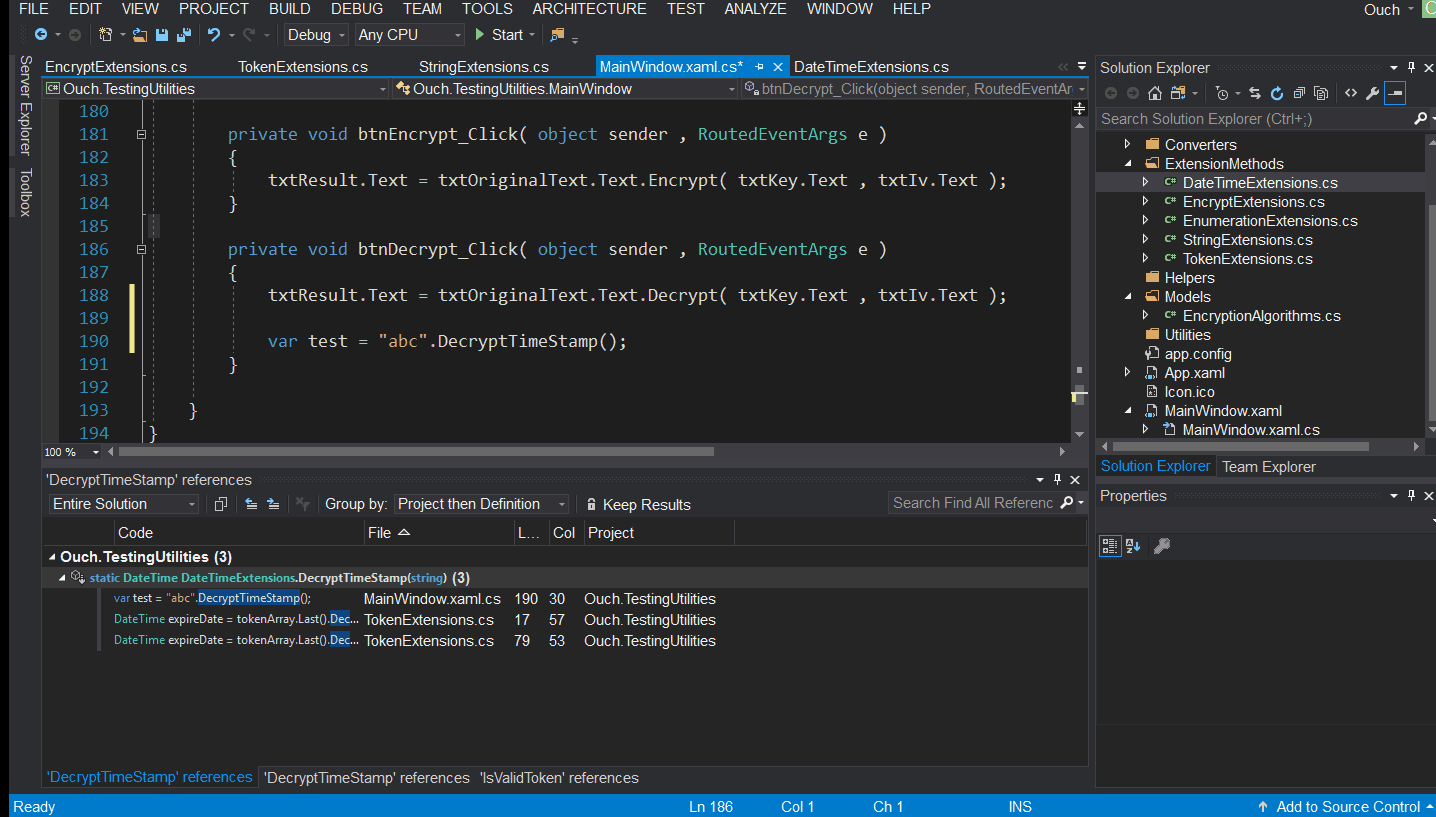 FILE EDIT VIEW PROJECT BUILD DEBUG TEAM TOOLS ARCHITECTURE TEST ANALYZE WINDOW HELP Ouch
Debug Any CPU Start
Server Explorer
Toolbox
EncryptExtensions.cs TokenExtensions.cs StringExtensions.cs MainWindow.xaml.cs* DateTimeExtensions.cs
Ouch.TestingUtilities Ouch.TestingUtilities.MainWindow btnDecrypt_Click(object sender, RoutedEventAr
180
181 private void btnEncrypt_Click( object sender , RoutedEventArgs e )
182 {
183 txtResult.Text = txtOriginalText.Text.Encrypt( txtKey.Text , txtIv.Text );
184 }
185
186 private void btnDecrypt_Click( object sender , RoutedEventArgs e )
187 {
188 txtResult.Text = txtOriginalText.Text.Decrypt( txtKey.Text , txtIv.Text );
189
190 var test = "abc".DecryptTimeStamp();
191 }
192
193 }
194 }
100 %
'DecryptTimeStamp' references
Entire Solution Group by: Project then Definition Keep Results Search Find All Referenc
Code File L... Col Project
Ouch.TestingUtilities (3)
static DateTime DateTimeExtensions.DecryptTimeStamp(string) (3)
var test = "abc".DecryptTimeStamp(); MainWindow.xaml.cs 190 30 Ouch.TestingUtilities
DateTime expireDate = tokenArray.Last().Dec... TokenExtensions.cs 17 57 Ouch.TestingUtilities
DateTime expireDate = tokenArray.Last().Dec... TokenExtensions.cs 79 53 Ouch.TestingUtilities
'DecryptTimeStamp' references 'DecryptTimeStamp' references 'IsValidToken' references
Solution Explorer
Search Solution Explorer (Ctrl+;)
Converters
ExtensionMethods
C# DateTimeExtensions.cs
C# EncryptExtensions.cs
C# EnumerationExtensions.cs
C# StringExtensions.cs
C# TokenExtensions.cs
Helpers
Models
C# EncryptionAlgorithms.cs
Utilities
app.config
App.xaml
Icon.ico
MainWindow.xaml
MainWindow.xaml.cs
Solution Explorer Team Explorer
Properties
Ready Ln 186 Col 1 Ch 1 INS Add to Source Control